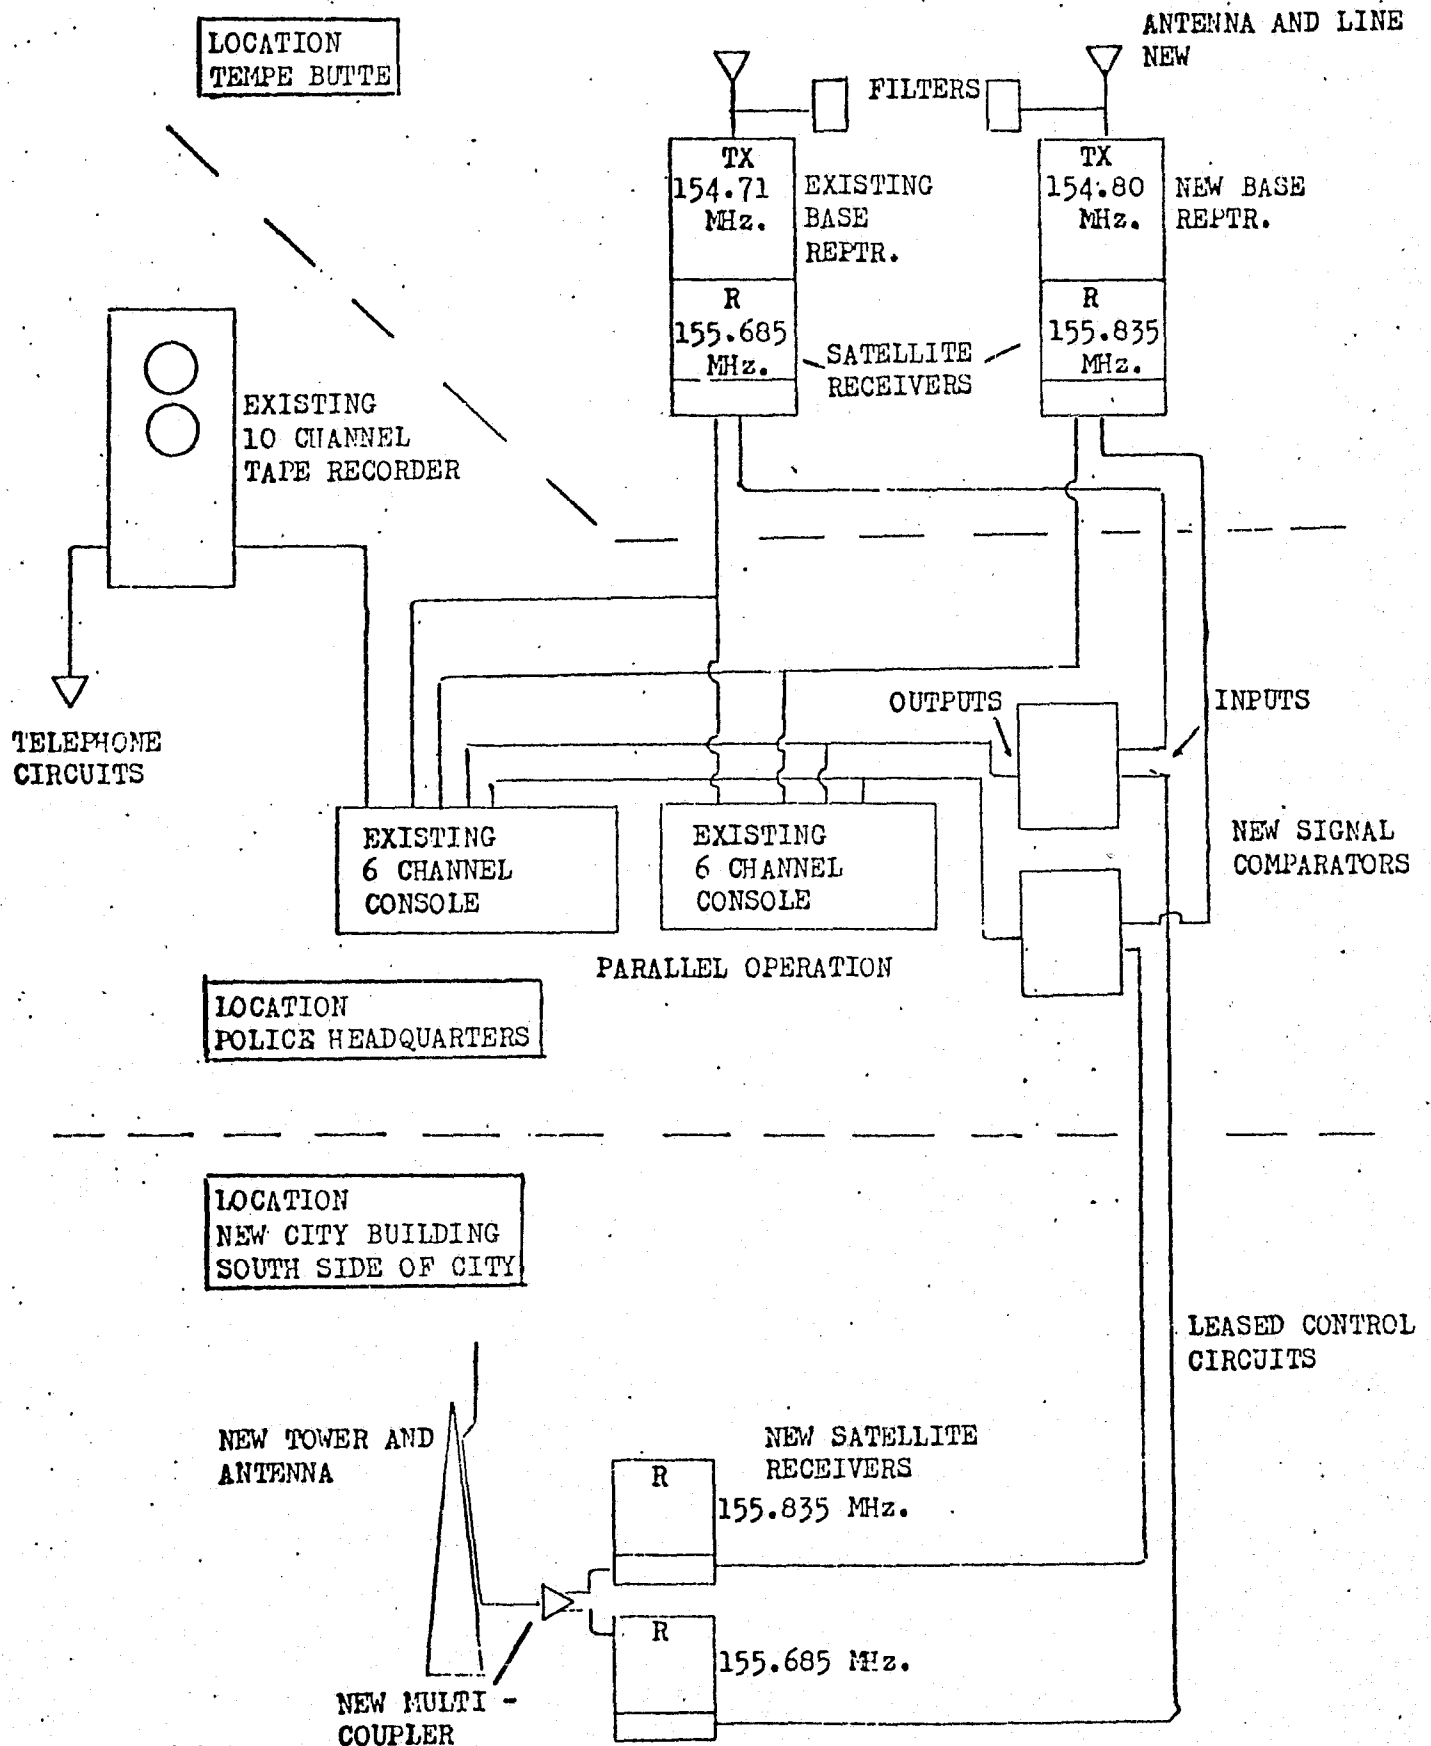 LOCATION
TEMPE BUTTE
ANTENNA AND LINE
NEW
FILTERS
TX
154.71
MHz.
EXISTING
BASE
REPTR.
R
155.685
MHz.
TX
154.80
MHz.
NEW BASE
REPTR.
R
155.835
MHz.
SATELLITE
RECEIVERS
EXISTING
10 CHANNEL
TAPE RECORDER
TELEPHONE
CIRCUITS
OUTPUTS
INPUTS
EXISTING
6 CHANNEL
CONSOLE
EXISTING
6 CHANNEL
CONSOLE
NEW SIGNAL
COMPARATORS
PARALLEL OPERATION
LOCATION
POLICE HEADQUARTERS
LOCATION
NEW CITY BUILDING
SOUTH SIDE OF CITY
LEASED CONTROL
CIRCUITS
NEW TOWER AND
ANTENNA
NEW SATELLITE
RECEIVERS
R
155.835 MHz.
R
155.685 MHz.
NEW MULTI -
COUPLER